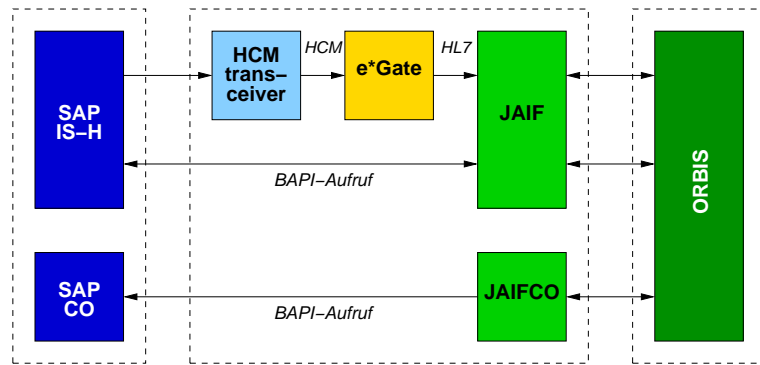 SAP
IS–H
HCM
trans–
ceiver
HCM
e*Gate
HL7
JAIF
BAPI–Aufruf
ORBIS
SAP
CO
BAPI–Aufruf
JAIFCO